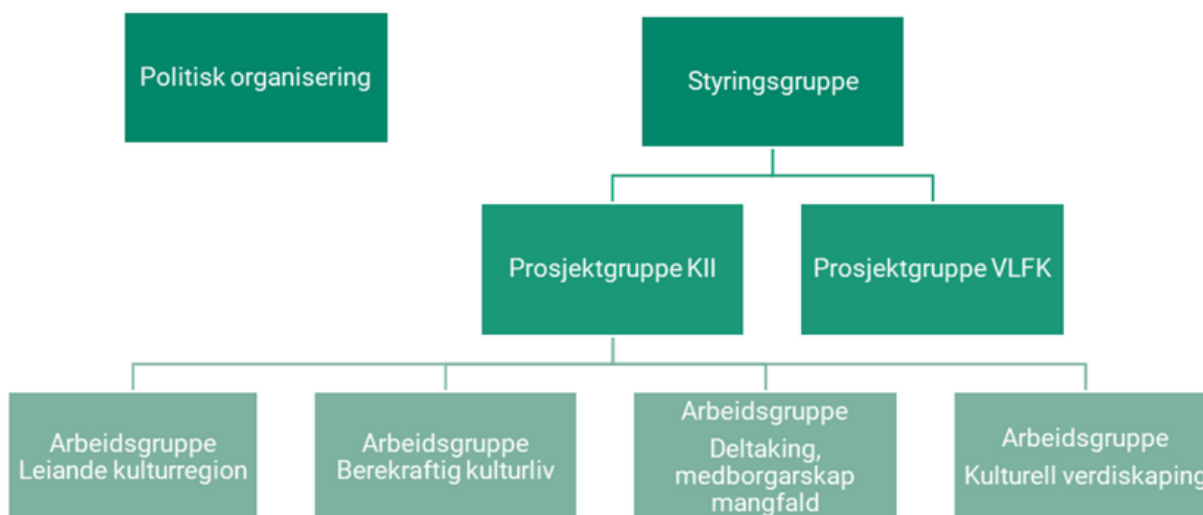 Politisk organisering
Styringsgruppe
Prosjektgruppe KII
Prosjektgruppe VLFK
Arbeidsgruppe
Leiande kulturregion
Arbeidsgruppe
Berekraftig kulturliv
Arbeidsgruppe
Deltaking,
medborgarskap
mangfald
Arbeidsgruppe
Kulturell verdiskaping